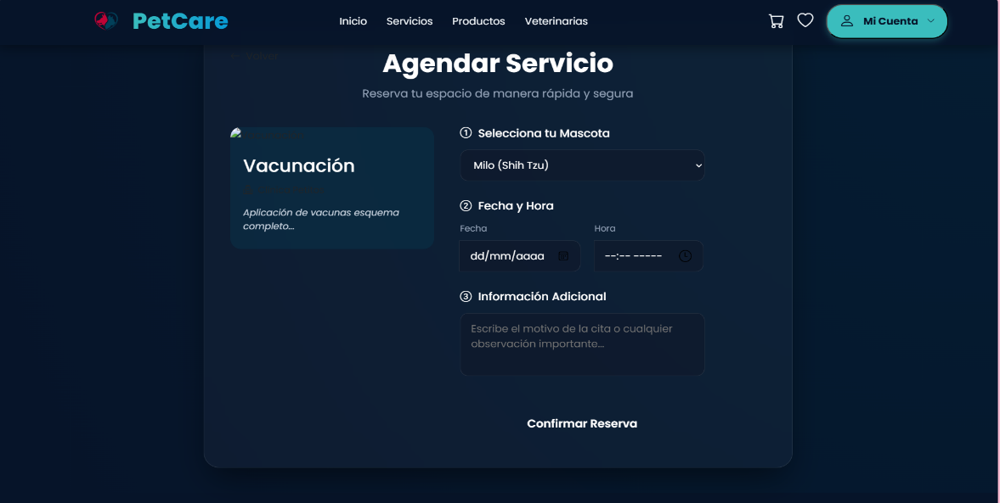 PetCare
Inicio Servicios Productos Veterinarias
Mi Cuenta
← Volver
Agendar Servicio
Reserva tu espacio de manera rápida y segura
Vacunación
Aplicación de vacunas esquema
completo...
1 Selecciona tu Mascota
Milo (Shih Tzu)
2 Fecha y Hora
Fecha Hora
dd/mm/aaaa --:-- -----
3 Información Adicional
Escribe el motivo de la cita o cualquier
observación importante...
Confirmar Reserva